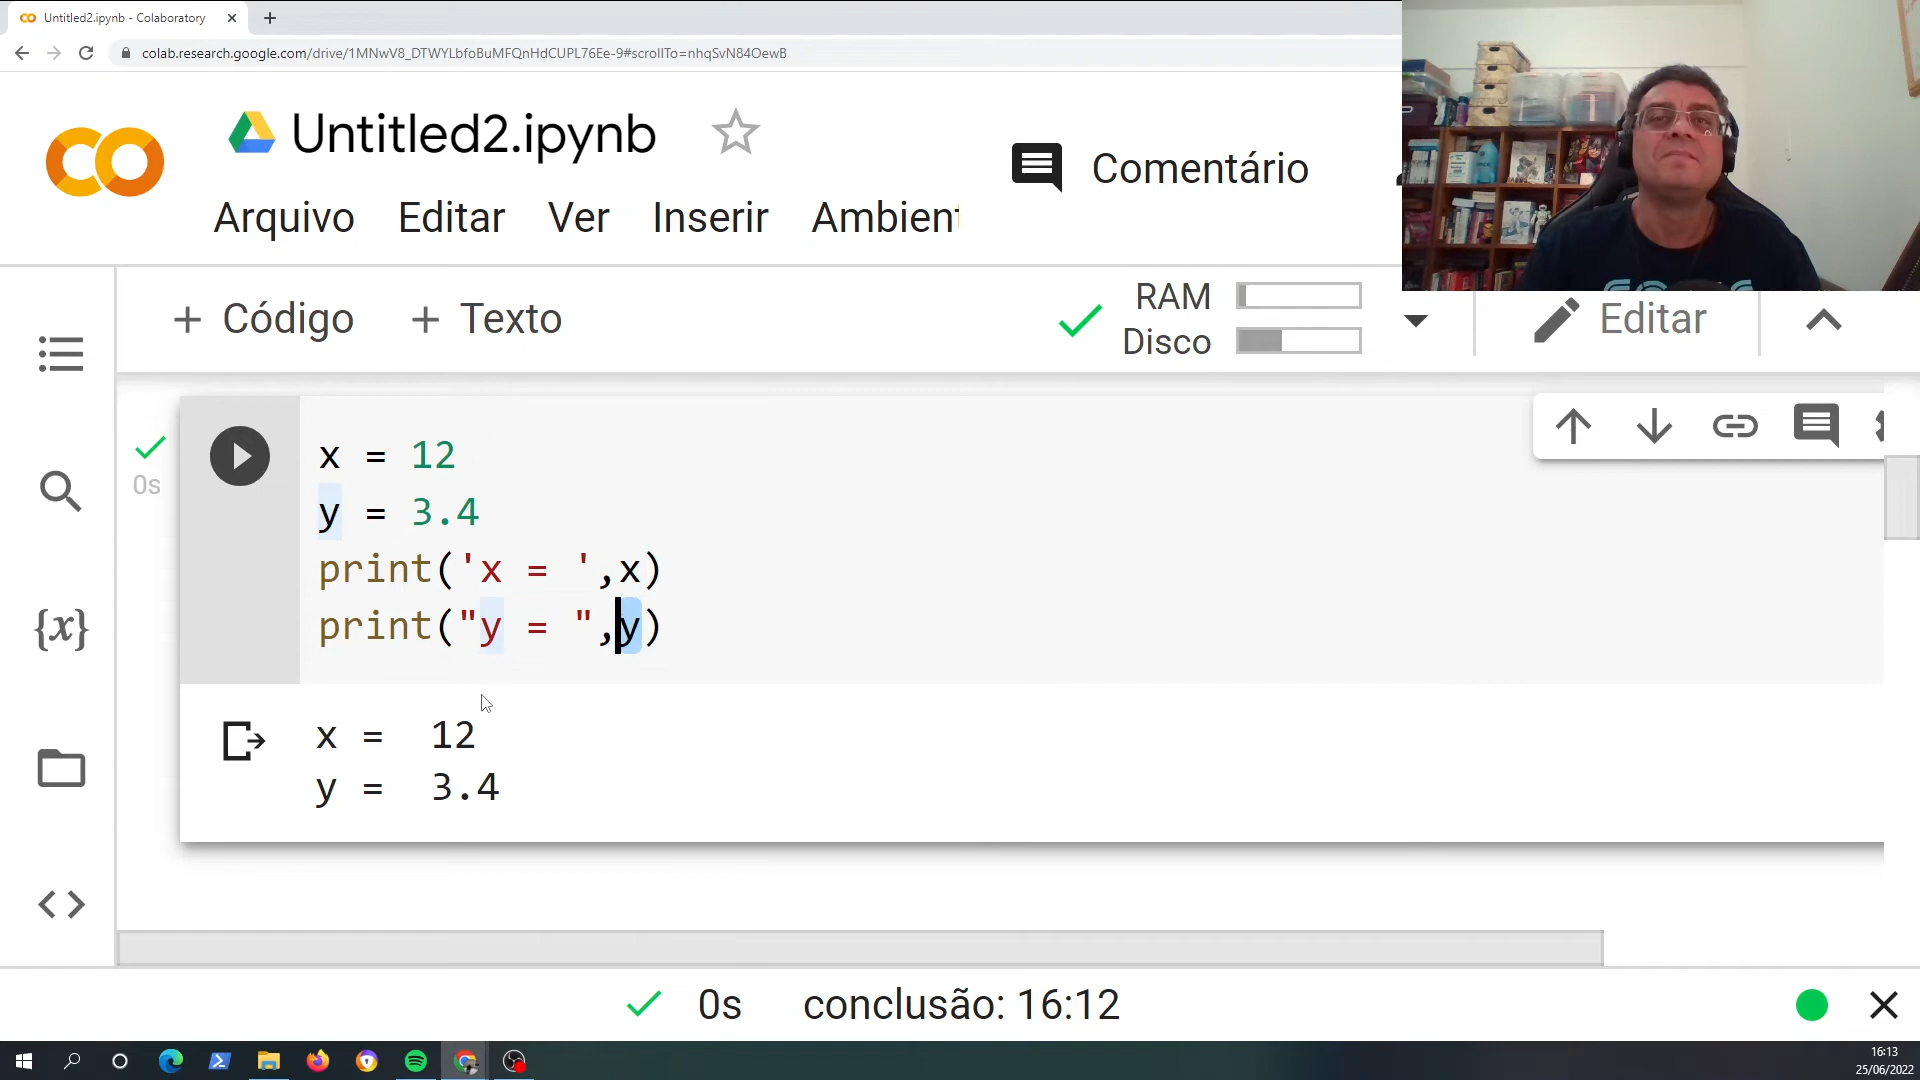 Untitled2.ipynb - Colaboratory
colab.research.google.com/drive/1MNwV8_DTWYLbfoBuMFQnHdCUPL76Ee-9#scrollTo=nhqSvN84OewB
Untitled2.ipynb
Comentário
Arquivo Editar Ver Inserir Ambient
+ Código + Texto
RAM
Disco
Editar
0s
x = 12
y = 3.4
print('x = ',x)
print("y = ",y)
{x}
x =  12
y =  3.4
0s conclusão: 16:12
16:13
25/06/2022